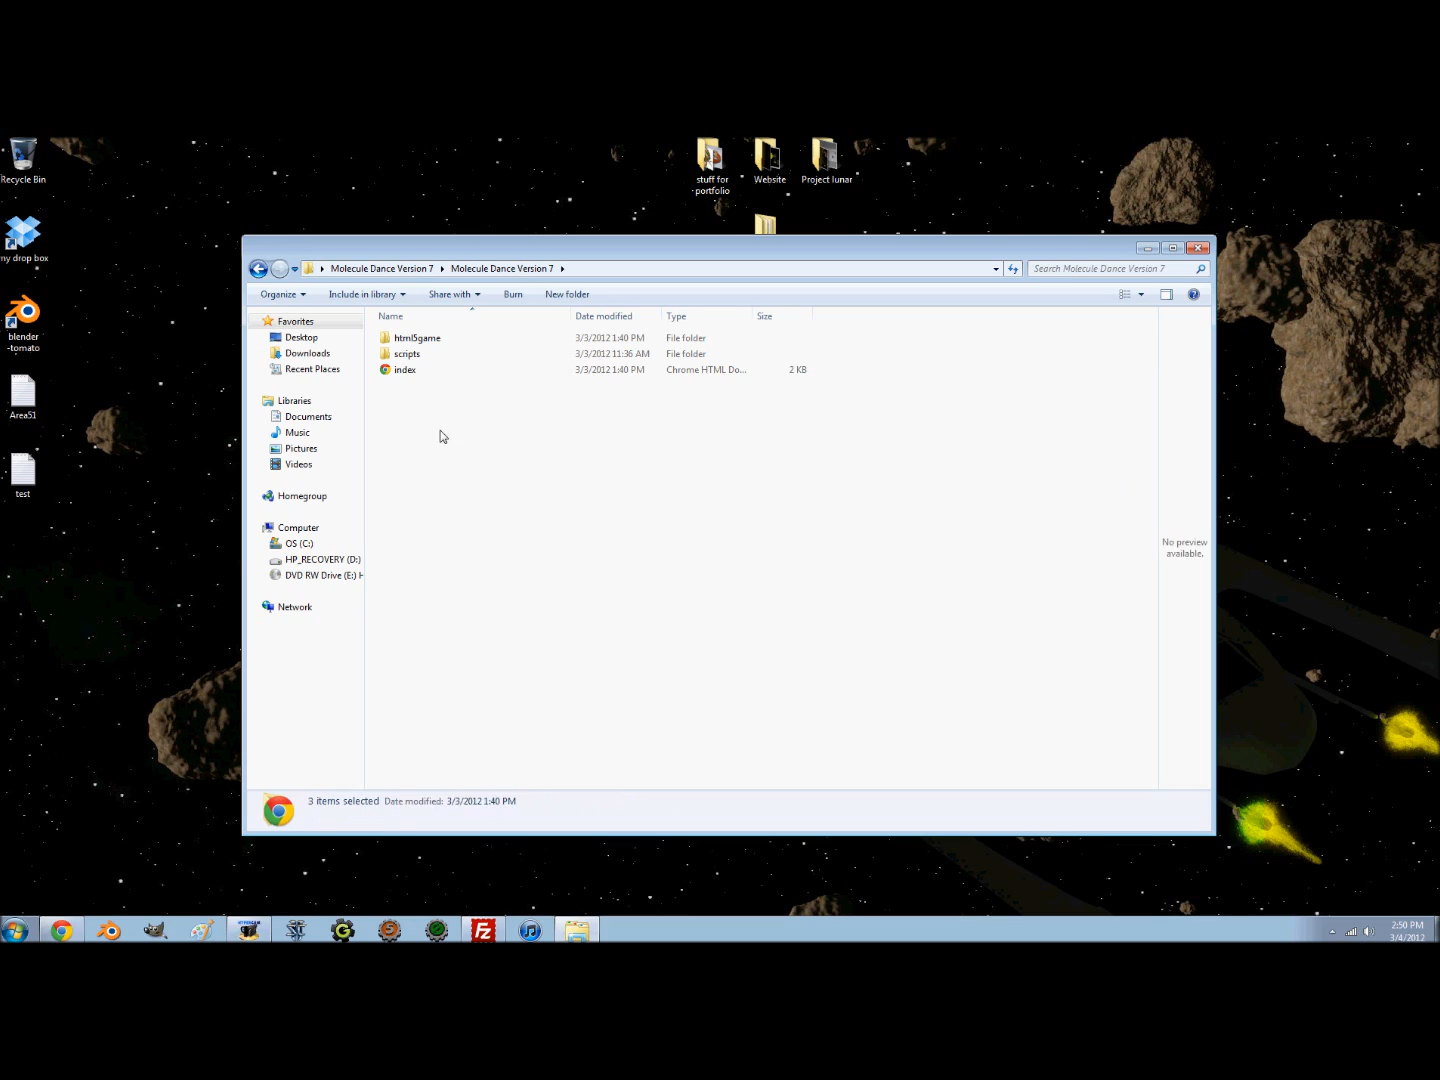 Recycle Bin
stuff for
portfolio
Website
Project lunar
my drop box
blender
-tomato
Area51
test
Molecule Dance Version 7
Molecule Dance Version 7
Search Molecule Dance Version 7
Organize
Include in library
Share with
Burn
New folder
Name
Date modified
Type
Size
Favorites
Desktop
Downloads
Recent Places
Libraries
Documents
Music
Pictures
Videos
Homegroup
Computer
OS (C:)
HP_RECOVERY (D:)
DVD RW Drive (E:) H
Network
html5game 3/3/2012 1:40 PM File folder
scripts 3/3/2012 11:36 AM File folder
index 3/3/2012 1:40 PM Chrome HTML Do... 2 KB
No preview
available.
3 items selected Date modified: 3/3/2012 1:40 PM
Fz
2:50 PM
3/4/2012